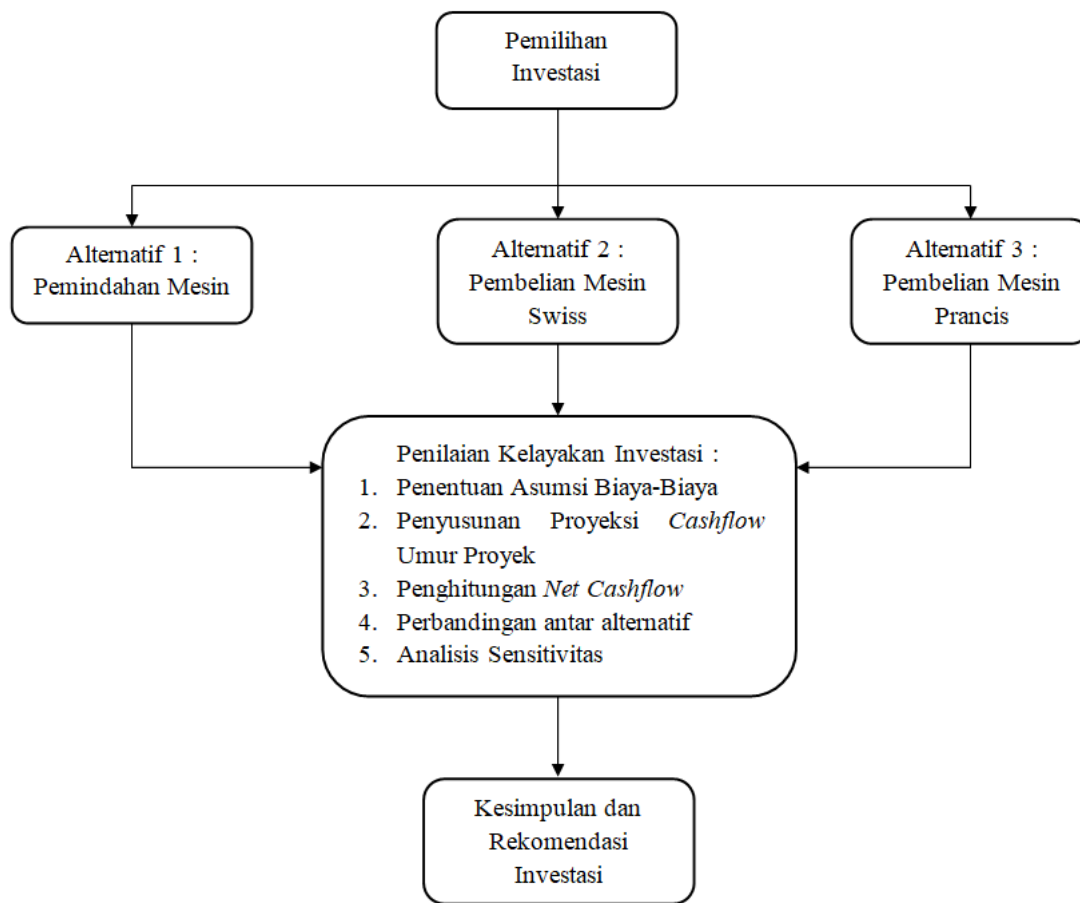 Pemilihan
Investasi
Alternatif 1 :
Pemindahan Mesin
Alternatif 2 :
Pembelian Mesin
Swiss
Alternatif 3 :
Pembelian Mesin
Prancis
Penilaian Kelayakan Investasi :
1. Penentuan Asumsi Biaya-Biaya
2. Penyusunan Proyeksi Cashflow
Umur Proyek
3. Penghitungan Net Cashflow
4. Perbandingan antar alternatif
5. Analisis Sensitivitas
Kesimpulan dan
Rekomendasi
Investasi